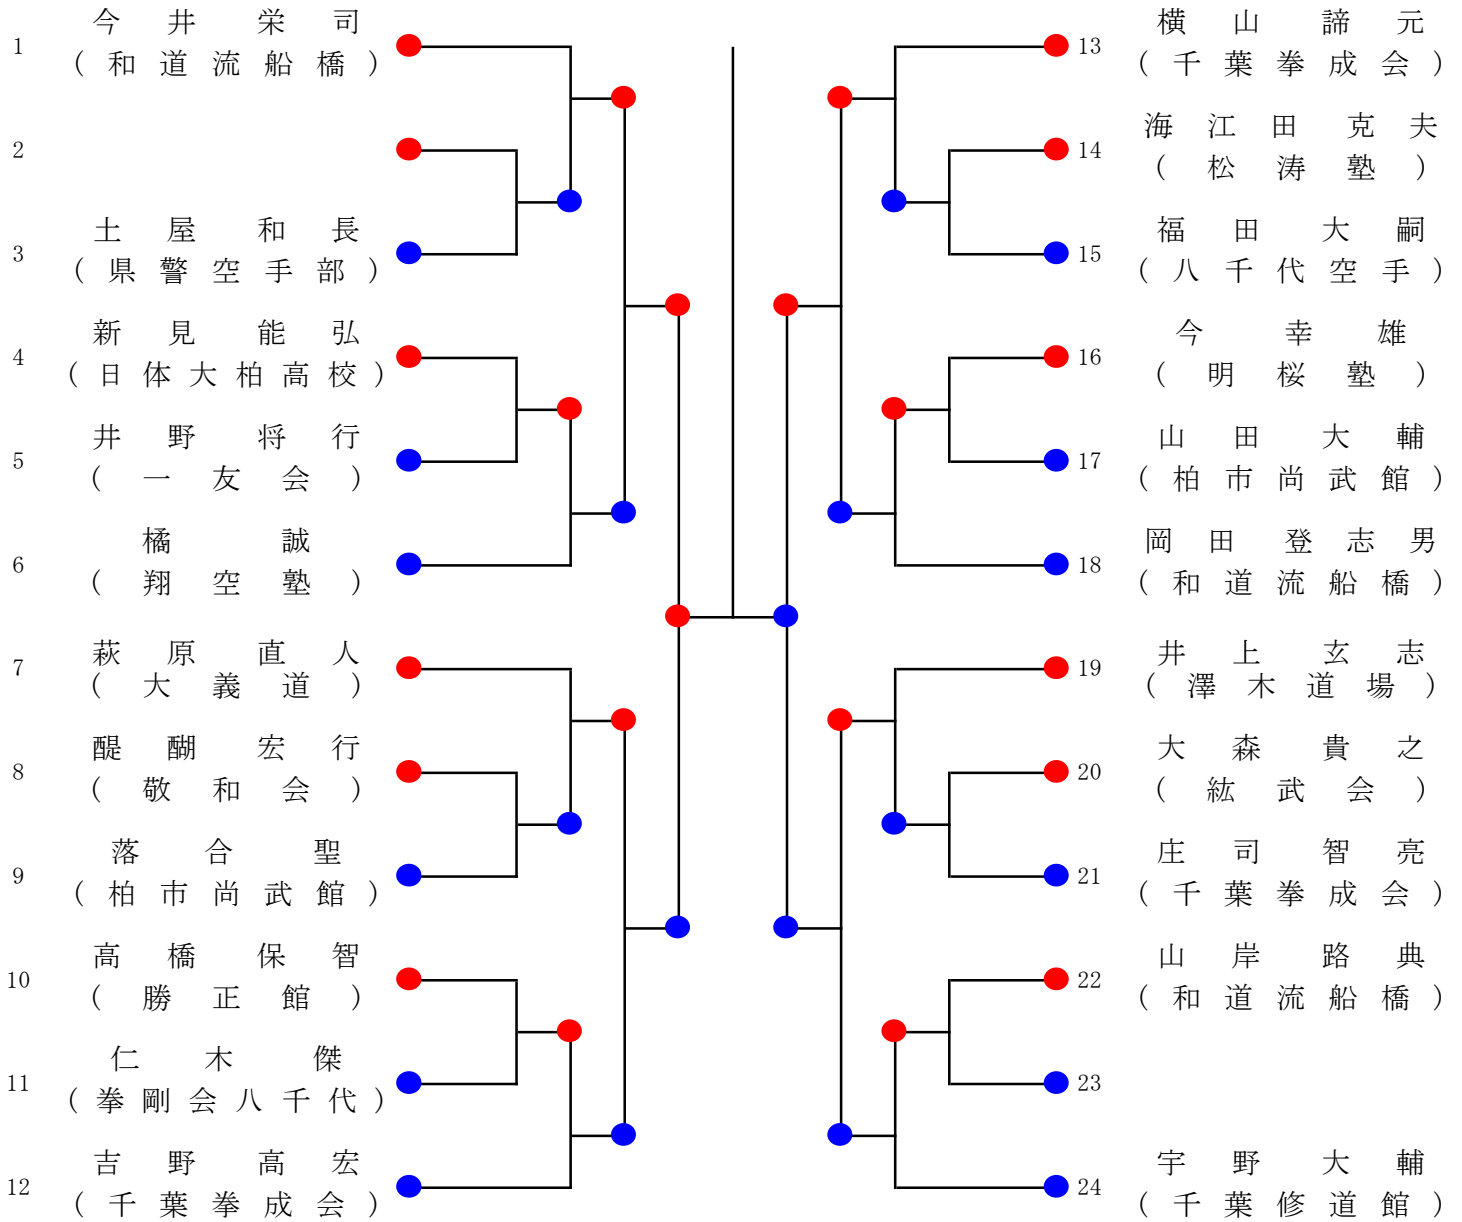 1 今井栄司
(和道流船橋)
2
3 土屋和長
(県警空手部)
4 新見能弘
(日体大柏高校)
5 井野将行
(一友会)
6 橘誠
(翔空塾)
7 萩原直人
(大義道)
8 醍醐宏行
(敬和会)
9 落合聖
(柏市尚武館)
10 高橋保智
(勝正館)
11 仁木傑
(拳剛会八千代)
12 吉野高宏
(千葉拳成会)
13 横山諦元
(千葉拳成会)
14 海江田克夫
(松涛塾)
15 福田大嗣
(八千代空手)
16 今幸雄
(明桜塾)
17 山田大輔
(柏市尚武館)
18 岡田登志男
(和道流船橋)
19 井上玄志
(澤木道場)
20 大森貴之
(紘武会)
21 庄司智亮
(千葉拳成会)
22 山岸路典
(和道流船橋)
23
24 宇野大輔
(千葉修道館)